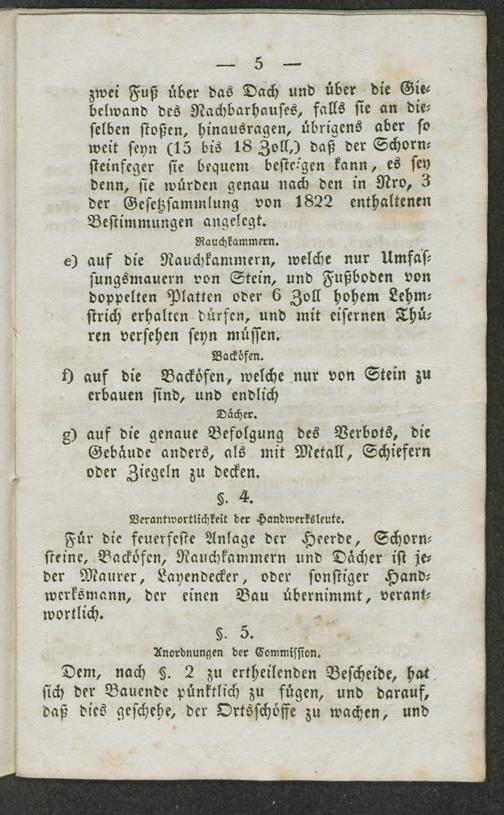 — 5 —
zwei Fuß über das Dach und über die Gie-
belwand des Nachbarhauses, falls sie an die-
selben stoßen, hinausragen, übrigens aber so
weit seyn (15 bis 18 Zoll,) daß der Schorn-
steinfeger sie bequem besteigen kann, es sey
denn, sie würden genau nach den in Nro, 3
der Gesetzsammlung von 1822 enthaltenen
Bestimmungen angelegt.
Rauchkammern.
e) auf die Rauchkammern, welche nur Umfas-
sungsmauern von Stein, und Fußboden von
doppelten Platten oder 6 Zoll hohem Lehm-
strich erhalten dürfen, und mit eisernen Thü-
ren versehen seyn müssen.
Backöfen.
f) auf die Backöfen, welche nur von Stein zu
erbauen sind, und endlich
Dächer.
g) auf die genaue Befolgung des Verbots, die
Gebäude anders, als mit Metall, Schiefern
oder Ziegeln zu decken.
§. 4.
Verantwortlichkeit der Handwerksleute.
Für die feuerfeste Anlage der Heerde, Schorn-
steine, Backöfen, Rauchkammern und Dächer ist je-
der Maurer, Layendecker, oder sonstiger Hand-
werksmann, der einen Bau übernimmt, verant-
wortlich.
§. 5.
Anordnungen der Commission.
Dem, nach §. 2 zu ertheilenden Bescheide, hat
sich der Bauende pünktlich zu fügen, und darauf,
daß dies geschehe, der Ortsschöffe zu wachen, und